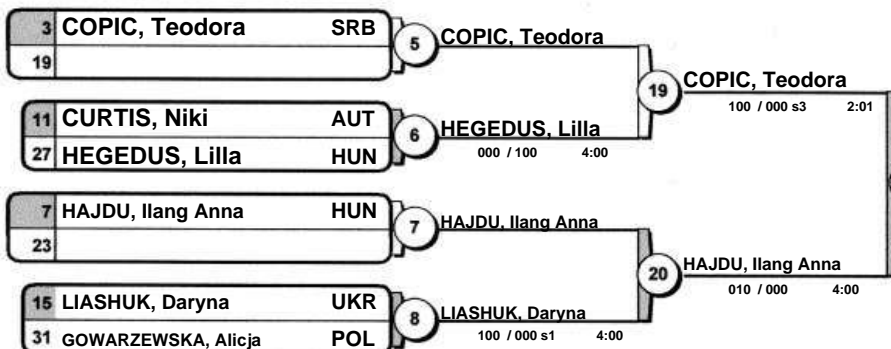 3 COPIC, Teodora SRB
19
5 COPIC, Teodora
11 CURTIS, Niki AUT
27 HEGEDUS, Lilla HUN
6 HEGEDUS, Lilla
000 / 100 4:00
19 COPIC, Teodora
100 / 000 s3 2:01
7 HAJDU, Ilang Anna HUN
23
7 HAJDU, Ilang Anna
15 LIASHUK, Daryna UKR
31 GOWARZEWSKA, Alicja POL
8 LIASHUK, Daryna
100 / 000 s1 4:00
20 HAJDU, Ilang Anna
010 / 000 4:00